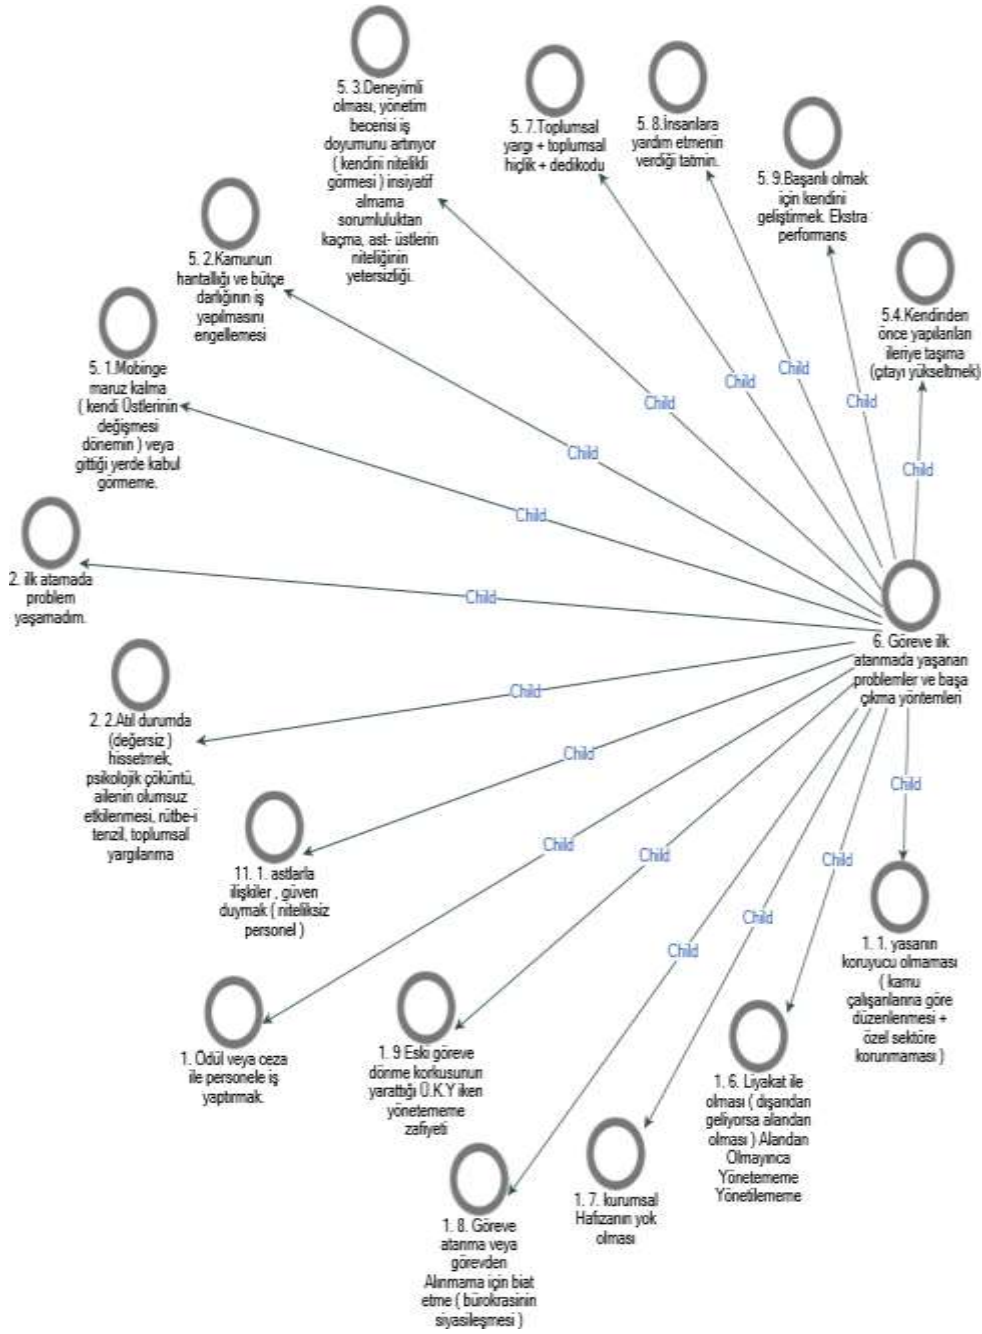 5. 3.Deneyimli
olması, yönetim
becerisi iş
doyumunu artırıyor
( kendini nitelikli
görmesi ) insiyatif
almama
sorumluluktan
kaçma, ast- üstlerin
niteliğinin
yetersizliği.
5. 7.Toplumsal
yargı + toplumsal
hiçlik + dedikodu
5. 8.İnsanlara
yardım etmenin
verdiği tatmin.
5. 9.Başarılı olmak
için kendini
geliştirmek. Ekstra
performans
5. 2.Kamunun
hantallığı ve bütçe
darlığının iş
yapılmasını
engellemesi
5.4.Kendinden
önce yapılanları
ileriye taşıma
(çıtayı yükseltmek)
5. 1.Mobinge
maruz kalma
( kendi Üstlerinin
değişmesi
dönemin ) veya
gittiği yerde kabul
görmeme.
Child
Child
Child
Child
Child
Child
Child
Child
2. ilk atamada
problem
yaşamadım.
Child
6. Göreve ilk
atanmada yaşanan
problemler ve başa
çıkma yöntemleri
2. 2.Atıl durumda
(değersiz )
hissetmek,
psikolojik çöküntü,
ailenin olumsuz
etkilenmesi, rütbe-i
tenzil, toplumsal
yargılanma
Child
Child
Child
Child
Child
Child
Child
Child
11. 1. astlarla
ilişkiler , güven
duymak ( niteliksiz
personel )
1. 1. yasanın
koruyucu olmaması
( kamu
çalışanlarına göre
düzenlenmesi +
özel sektöre
korunmaması )
1. Ödül veya ceza
ile personele iş
yaptırmak.
1. 9 Eski göreve
dönme korkusunun
yarattığı Ü.K.Y iken
yönetememe
zafiyeti
1. 6. Liyakat ile
olması ( dışarıdan
geliyorsa alandan
olması ) Alandan
Olmayınca
Yönetememe
Yönetilememe
1. 7. kurumsal
Hafızanın yok
olması
1. 8. Göreve
atanma veya
görevden
Alınmama için biat
etme ( bürokrasinin
siyasileşmesi )